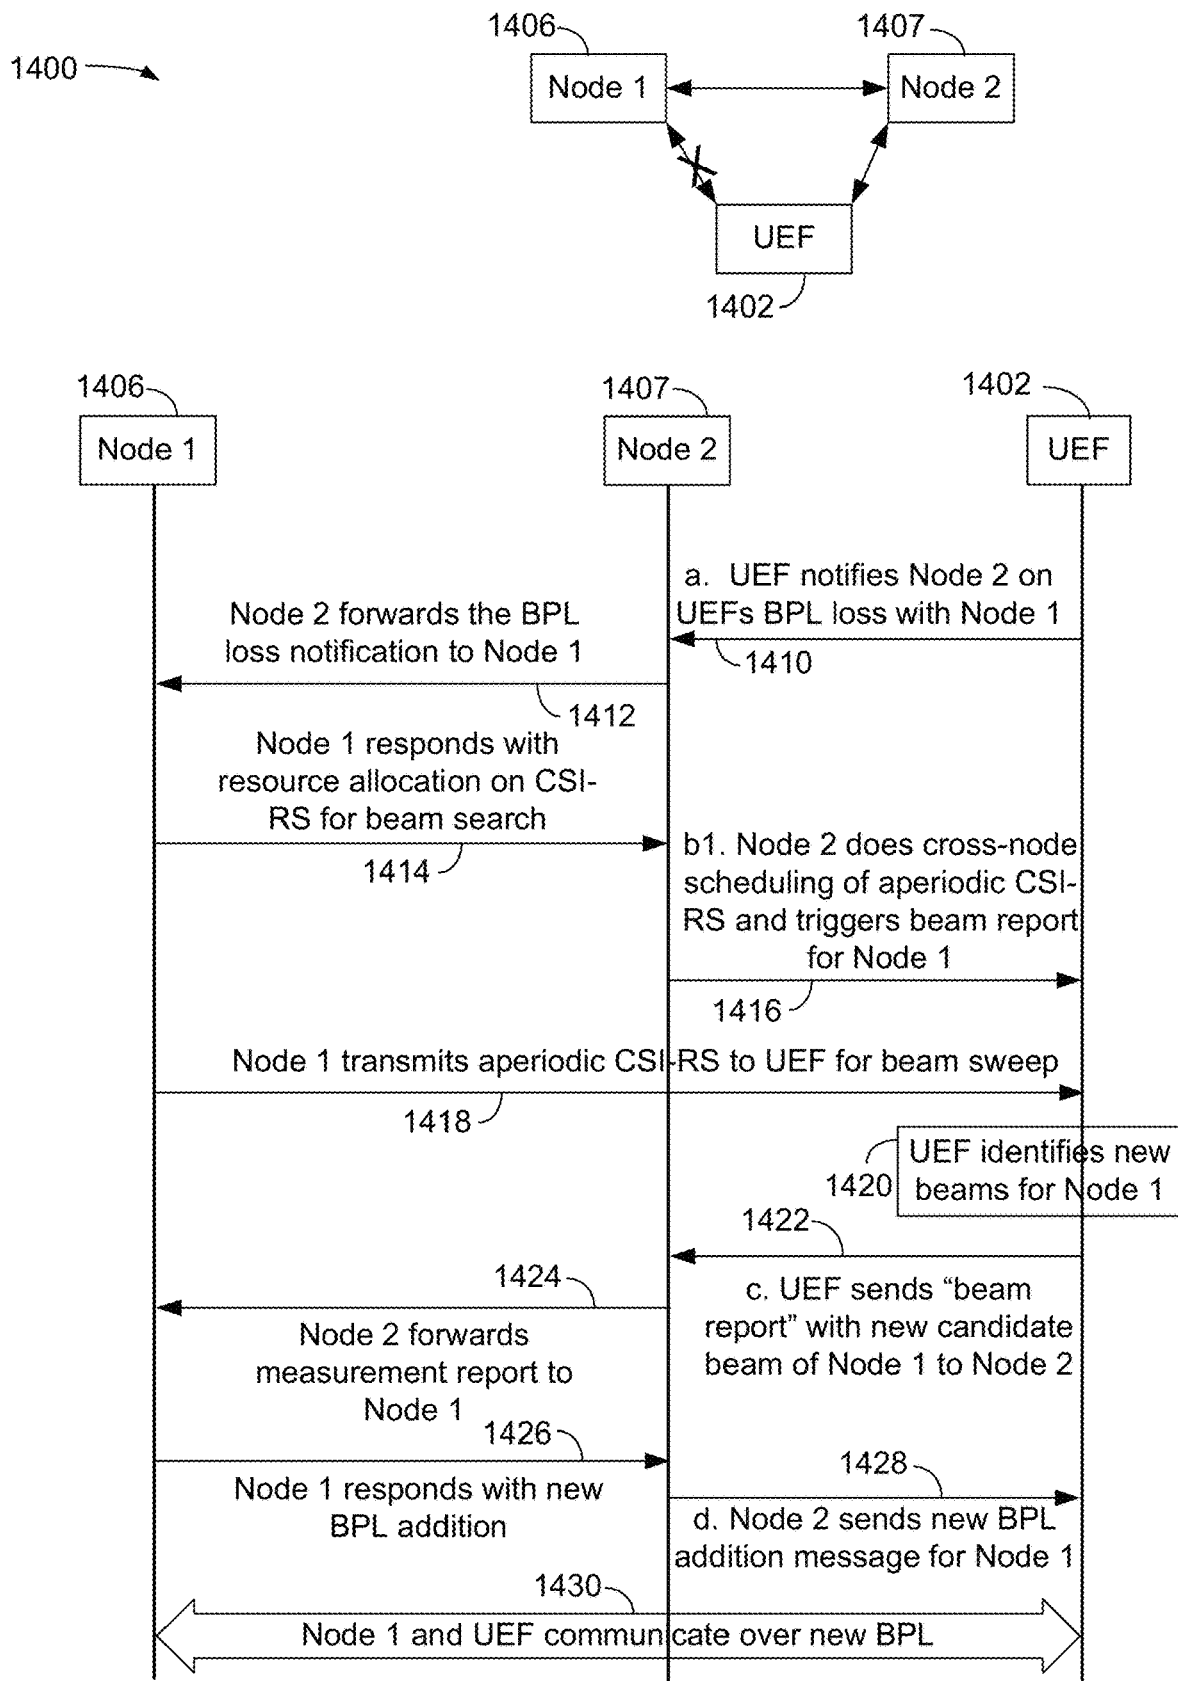 1400
1406
1407
Node 1
Node 2
UEF
1402
1406
1407
1402
Node 1
Node 2
UEF
a. UEF notifies Node 2 on
UEFs BPL loss with Node 1
1410
Node 2 forwards the BPL
loss notification to Node 1
1412
Node 1 responds with
resource allocation on CSI-
RS for beam search
1414
b1. Node 2 does cross-node
scheduling of aperiodic CSI-
RS and triggers beam report
for Node 1
1416
Node 1 transmits aperiodic CSI-RS to UEF for beam sweep
1418
UEF identifies new
beams for Node 1
1420
1422
c. UEF sends “beam
report” with new candidate
beam of Node 1 to Node 2
1424
Node 2 forwards
measurement report to
Node 1
1426
Node 1 responds with new
BPL addition
1428
d. Node 2 sends new BPL
addition message for Node 1
1430
Node 1 and UEF communicate over new BPL